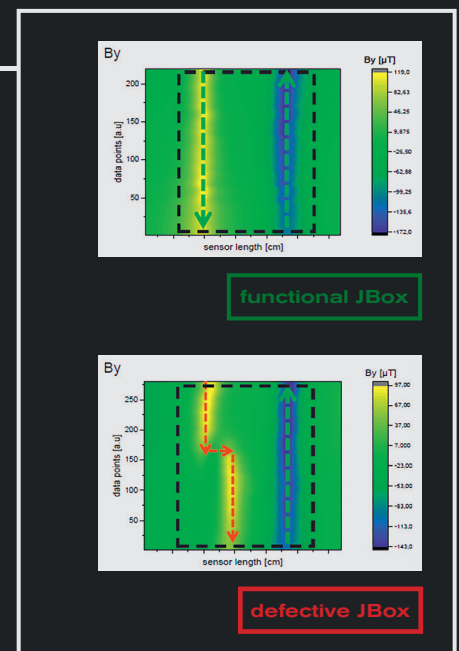 By
By [µT]
data points [a.u]
200
150
100
50
119,0
82,63
46,25
9,875
-26,50
-62,88
-99,25
-135,6
-172,0
sensor length [cm]
functional JBox
By
By [µT]
data points [a.u]
250
200
150
100
50
97,00
67,00
37,00
7,000
-23,00
-53,00
-83,00
-113,0
-143,0
sensor length [cm]
defective JBox